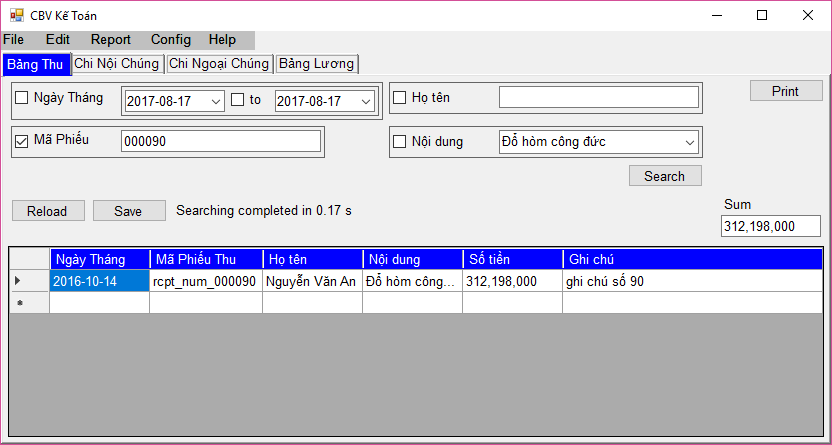 CBV Kế Toán
File Edit Report Config Help
Bảng Thu Chi Nội Chúng Chi Ngoại Chúng Bảng Lương
Ngày Tháng 2017-08-17 to 2017-08-17 Họ tên Print
Mã Phiếu 000090 Nội dung Đổ hòm công đức
Search
Reload Save Searching completed in 0.17 s Sum
312,198,000
Ngày Tháng Mã Phiếu Thu Họ tên Nội dung Số tiền Ghi chú
2016-10-14 rcpt_num_000090 Nguyễn Văn An Đổ hòm công... 312,198,000 ghi chú số 90